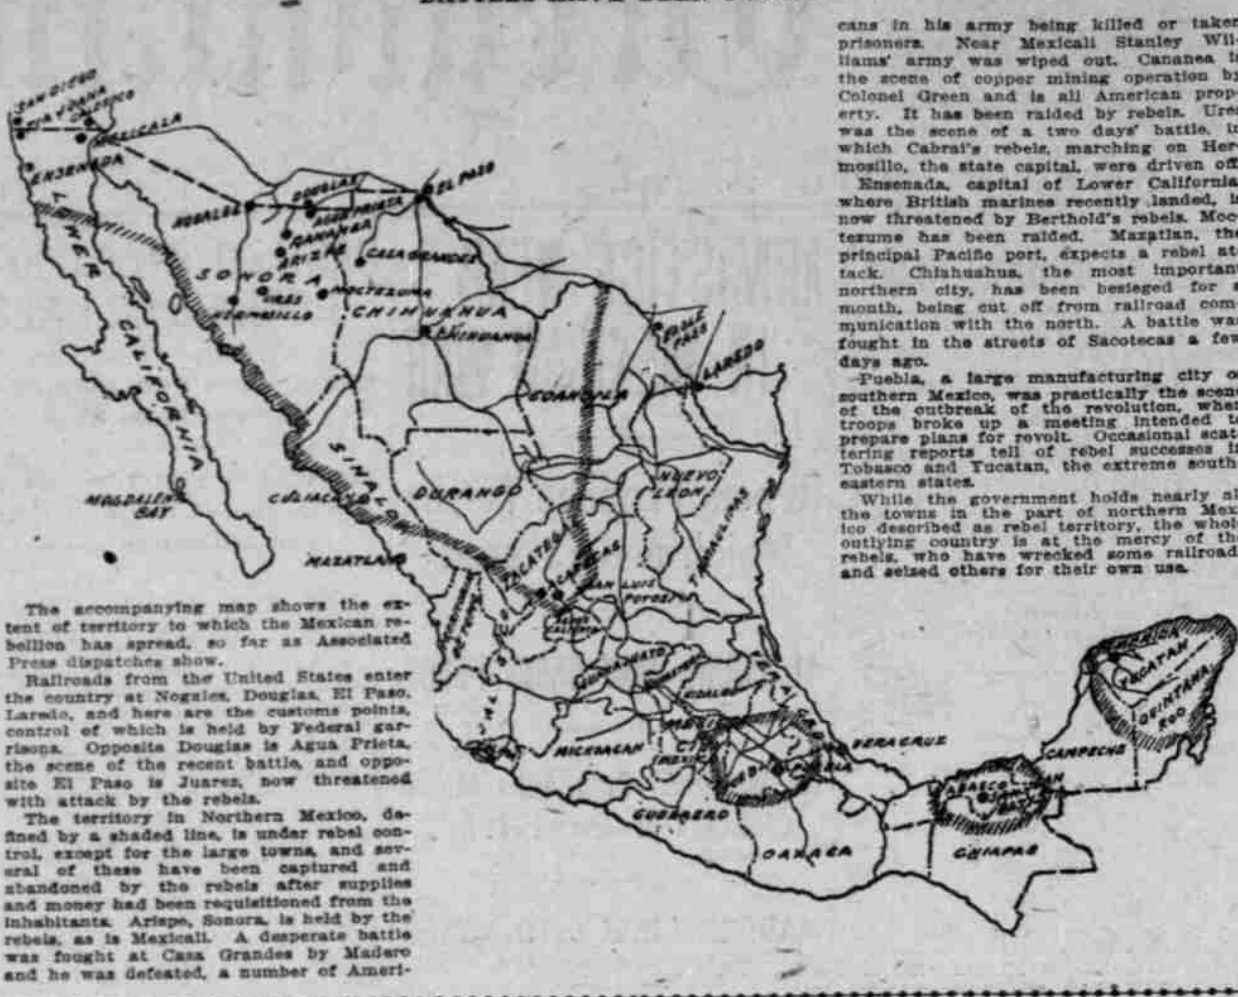 The accompanying map shows the ex-
tent of territory to which the Mexican re-
bellion has spread, so far as Associated
Press dispatches show.
Railroads from the United States enter
the country at Nogales, Douglas, El Paso,
Laredo, and here are the customs points,
control of which is held by Federal gar-
risons. Opposite Douglas is Agua Prieta,
the scene of the recent battle, and oppo-
site El Paso is Juarez, now threatened
with attack by the rebels.
The territory in Northern Mexico, de-
fined by a shaded line, is under rebel con-
trol, except for the large towns, and sev-
eral of these have been captured and
abandoned by the rebels after supplies
and money had been requisitioned from the
inhabitants. Arispe, Sonora, is held by the
rebels, as is Mexicali. A desperate battle
was fought at Casa Grandes by Madero
and he was defeated, a number of Ameri-
cans in his army being killed or taken
prisoners. Near Mexicali Stanley Wil-
liams' army was wiped out. Cananea is
the scene of copper mining operation by
Colonel Green and is all American prop-
erty. It has been raided by rebels. Ures
was the scene of a two days' battle, in
which Cabral's rebels, marching on Her-
mosillo, the state capital, were driven off.
Ensenada, capital of Lower California,
where British marines recently landed, is
now threatened by Berthold's rebels. Moc-
tezume has been raided. Mazatlan, the
principal Pacific port, expects a rebel at-
tack. Chiahuahua, the most important
northern city, has been besieged for a
month, being cut off from railroad com-
munication with the north. A battle was
fought in the streets of Sacotecas a few
days ago.
Puebla, a large manufacturing city of
southern Mexico, was practically the scene
of the outbreak of the revolution, when
troops broke up a meeting intended to
prepare plans for revolt. Occasional scat-
tering reports tell of rebel successes in
Tobasco and Yucatan, the extreme south-
eastern states.
While the government holds nearly all
the towns in the part of northern Mex-
ico described as rebel territory, the whole
outlying country is at the mercy of the
rebels, who have wrecked some railroads
and seized others for their own use.
SAN DIEGO
TIA JUANA
CALEXICO
MEXICALA
ENSENADA
LOWER CALIFORNIA
NOGALES
DOUGLAS
AGUA PRIETA
EL PASO
CANANEA
ARIZPE
CASA GRANDES
SONORA
URES
MOCTEZUMA
HERMOSILLO
CHIHUAHUA
CHIHUAHUA
EAGLE PASS
LAREDO
COAHUILA
SINALOA
CULIACAN
DURANGO
NUEVO LEON
TAMAULIPAS
MAGDALENA BAY
MAZATLAN
ZACATECAS
SAN LUIS POTOSI
HIDALGO
VERA CRUZ
VERA CRUZ
MICHOACAN
MEXICO
PUEBLA
GUERRERO
OAXACA
TABASCO
CHIAPAS
CAMPECHE
MERIDA
YUCATAN
QUINTANA ROO